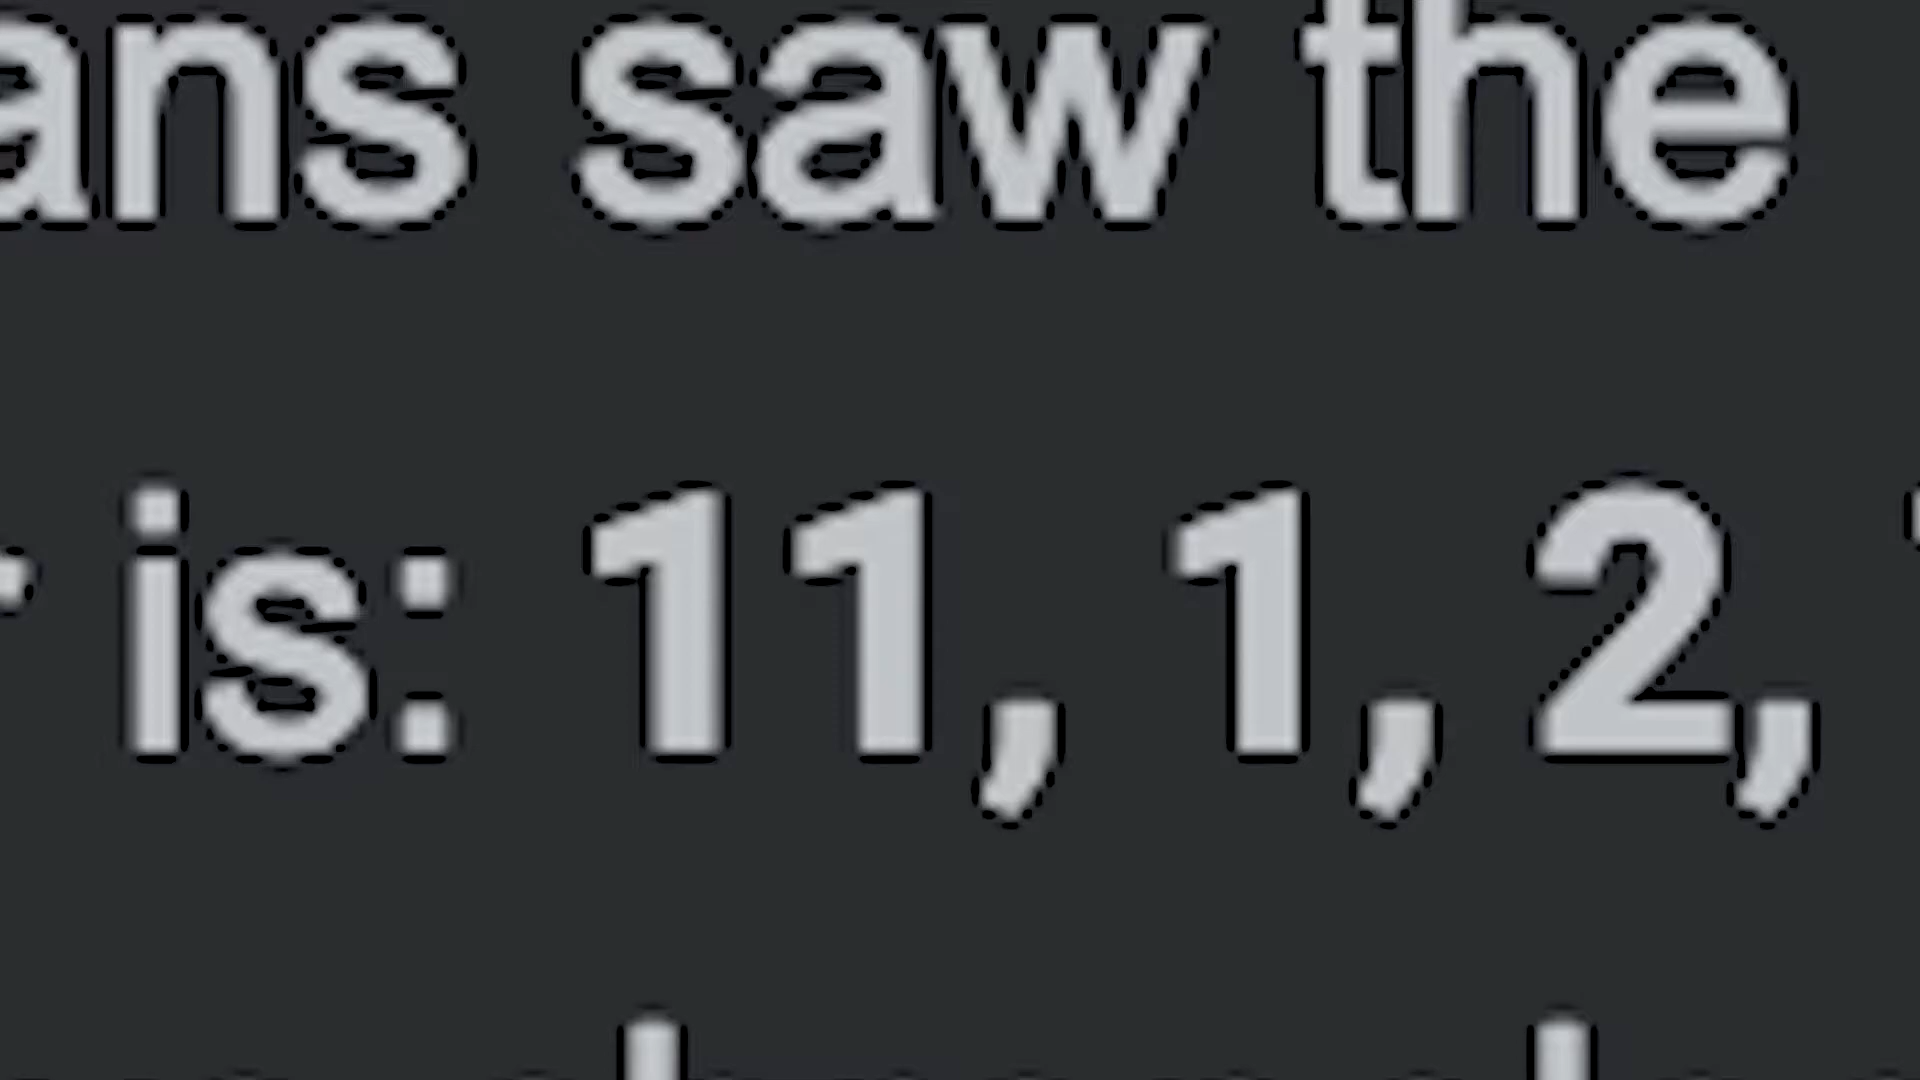 ans saw the
is: 11, 1, 2,